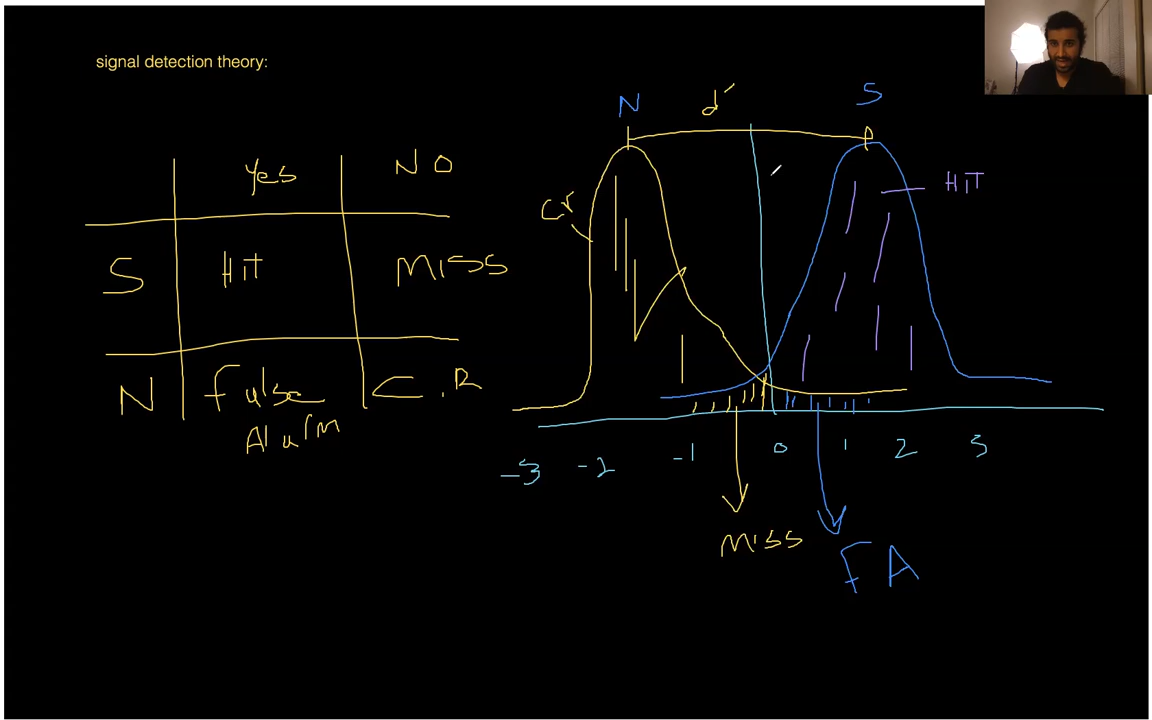 signal detection theory:
N d′ S
Yes NO
HIT
Cr
S HiT MISS
N Fulse C.R
Alarm
-3 -2 -1 0 1 2 3
MISS
FA